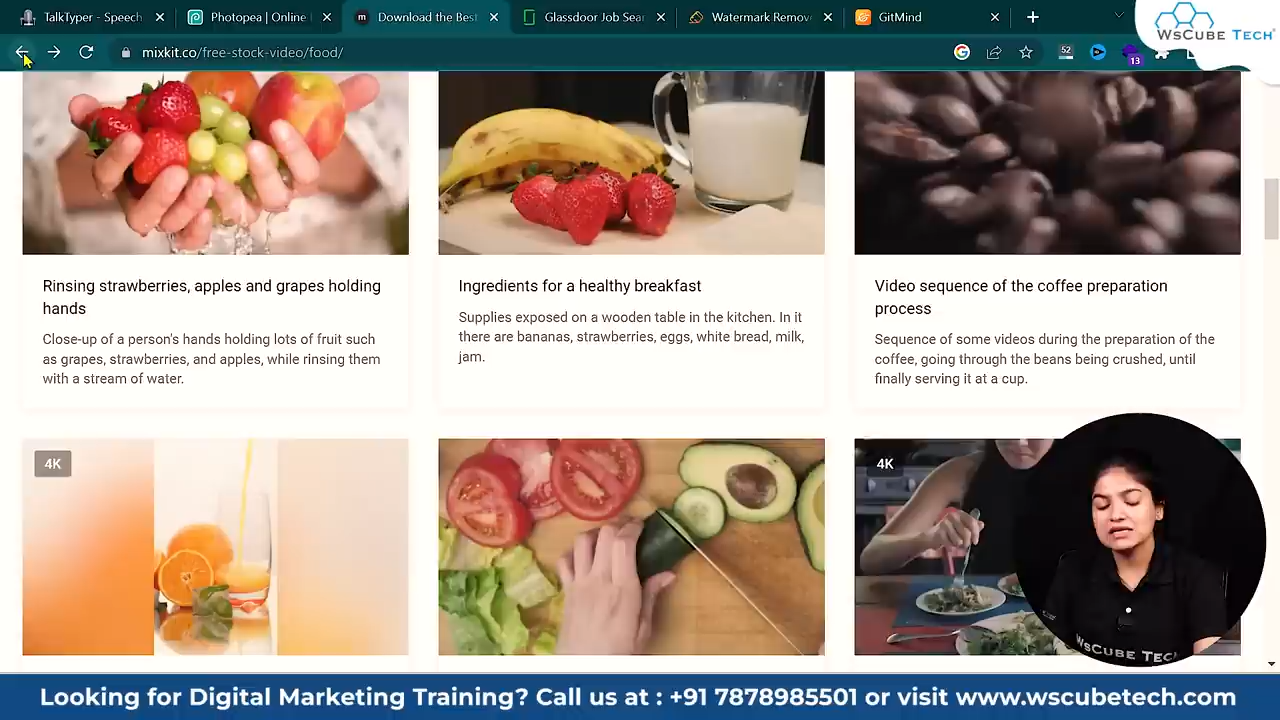 TalkTyper - Speech
Photopea | Online
Download the Best
Glassdoor Job Sear
Watermark Remov
GitMind
WsCube Tech
mixkit.co/free-stock-video/food/
52
13
Rinsing strawberries, apples and grapes holding
hands
Close-up of a person's hands holding lots of fruit such
as grapes, strawberries, and apples, while rinsing them
with a stream of water.
Ingredients for a healthy breakfast
Supplies exposed on a wooden table in the kitchen. In it
there are bananas, strawberries, eggs, white bread, milk,
jam.
Video sequence of the coffee preparation
process
Sequence of some videos during the preparation of the
coffee, going through the beans being crushed, until
finally serving it at a cup.
4K
4K
WsCUBE TECH
Looking for Digital Marketing Training? Call us at : +91 7878985501 or visit www.wscubetech.com